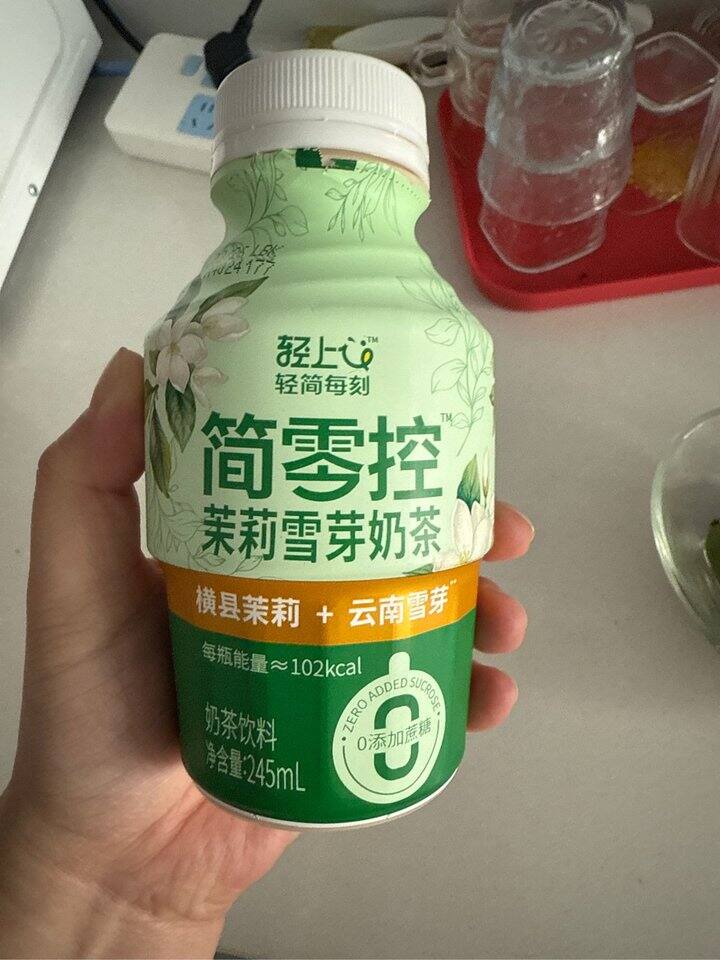 轻上
TM
轻简每刻
简零控
TM
茉莉雪芽奶茶
横县茉莉 + 云南雪芽
每瓶能量≈102kcal
ZERO ADDED SUCROSE
0添加蔗糖
奶茶饮料
净含量:245mL